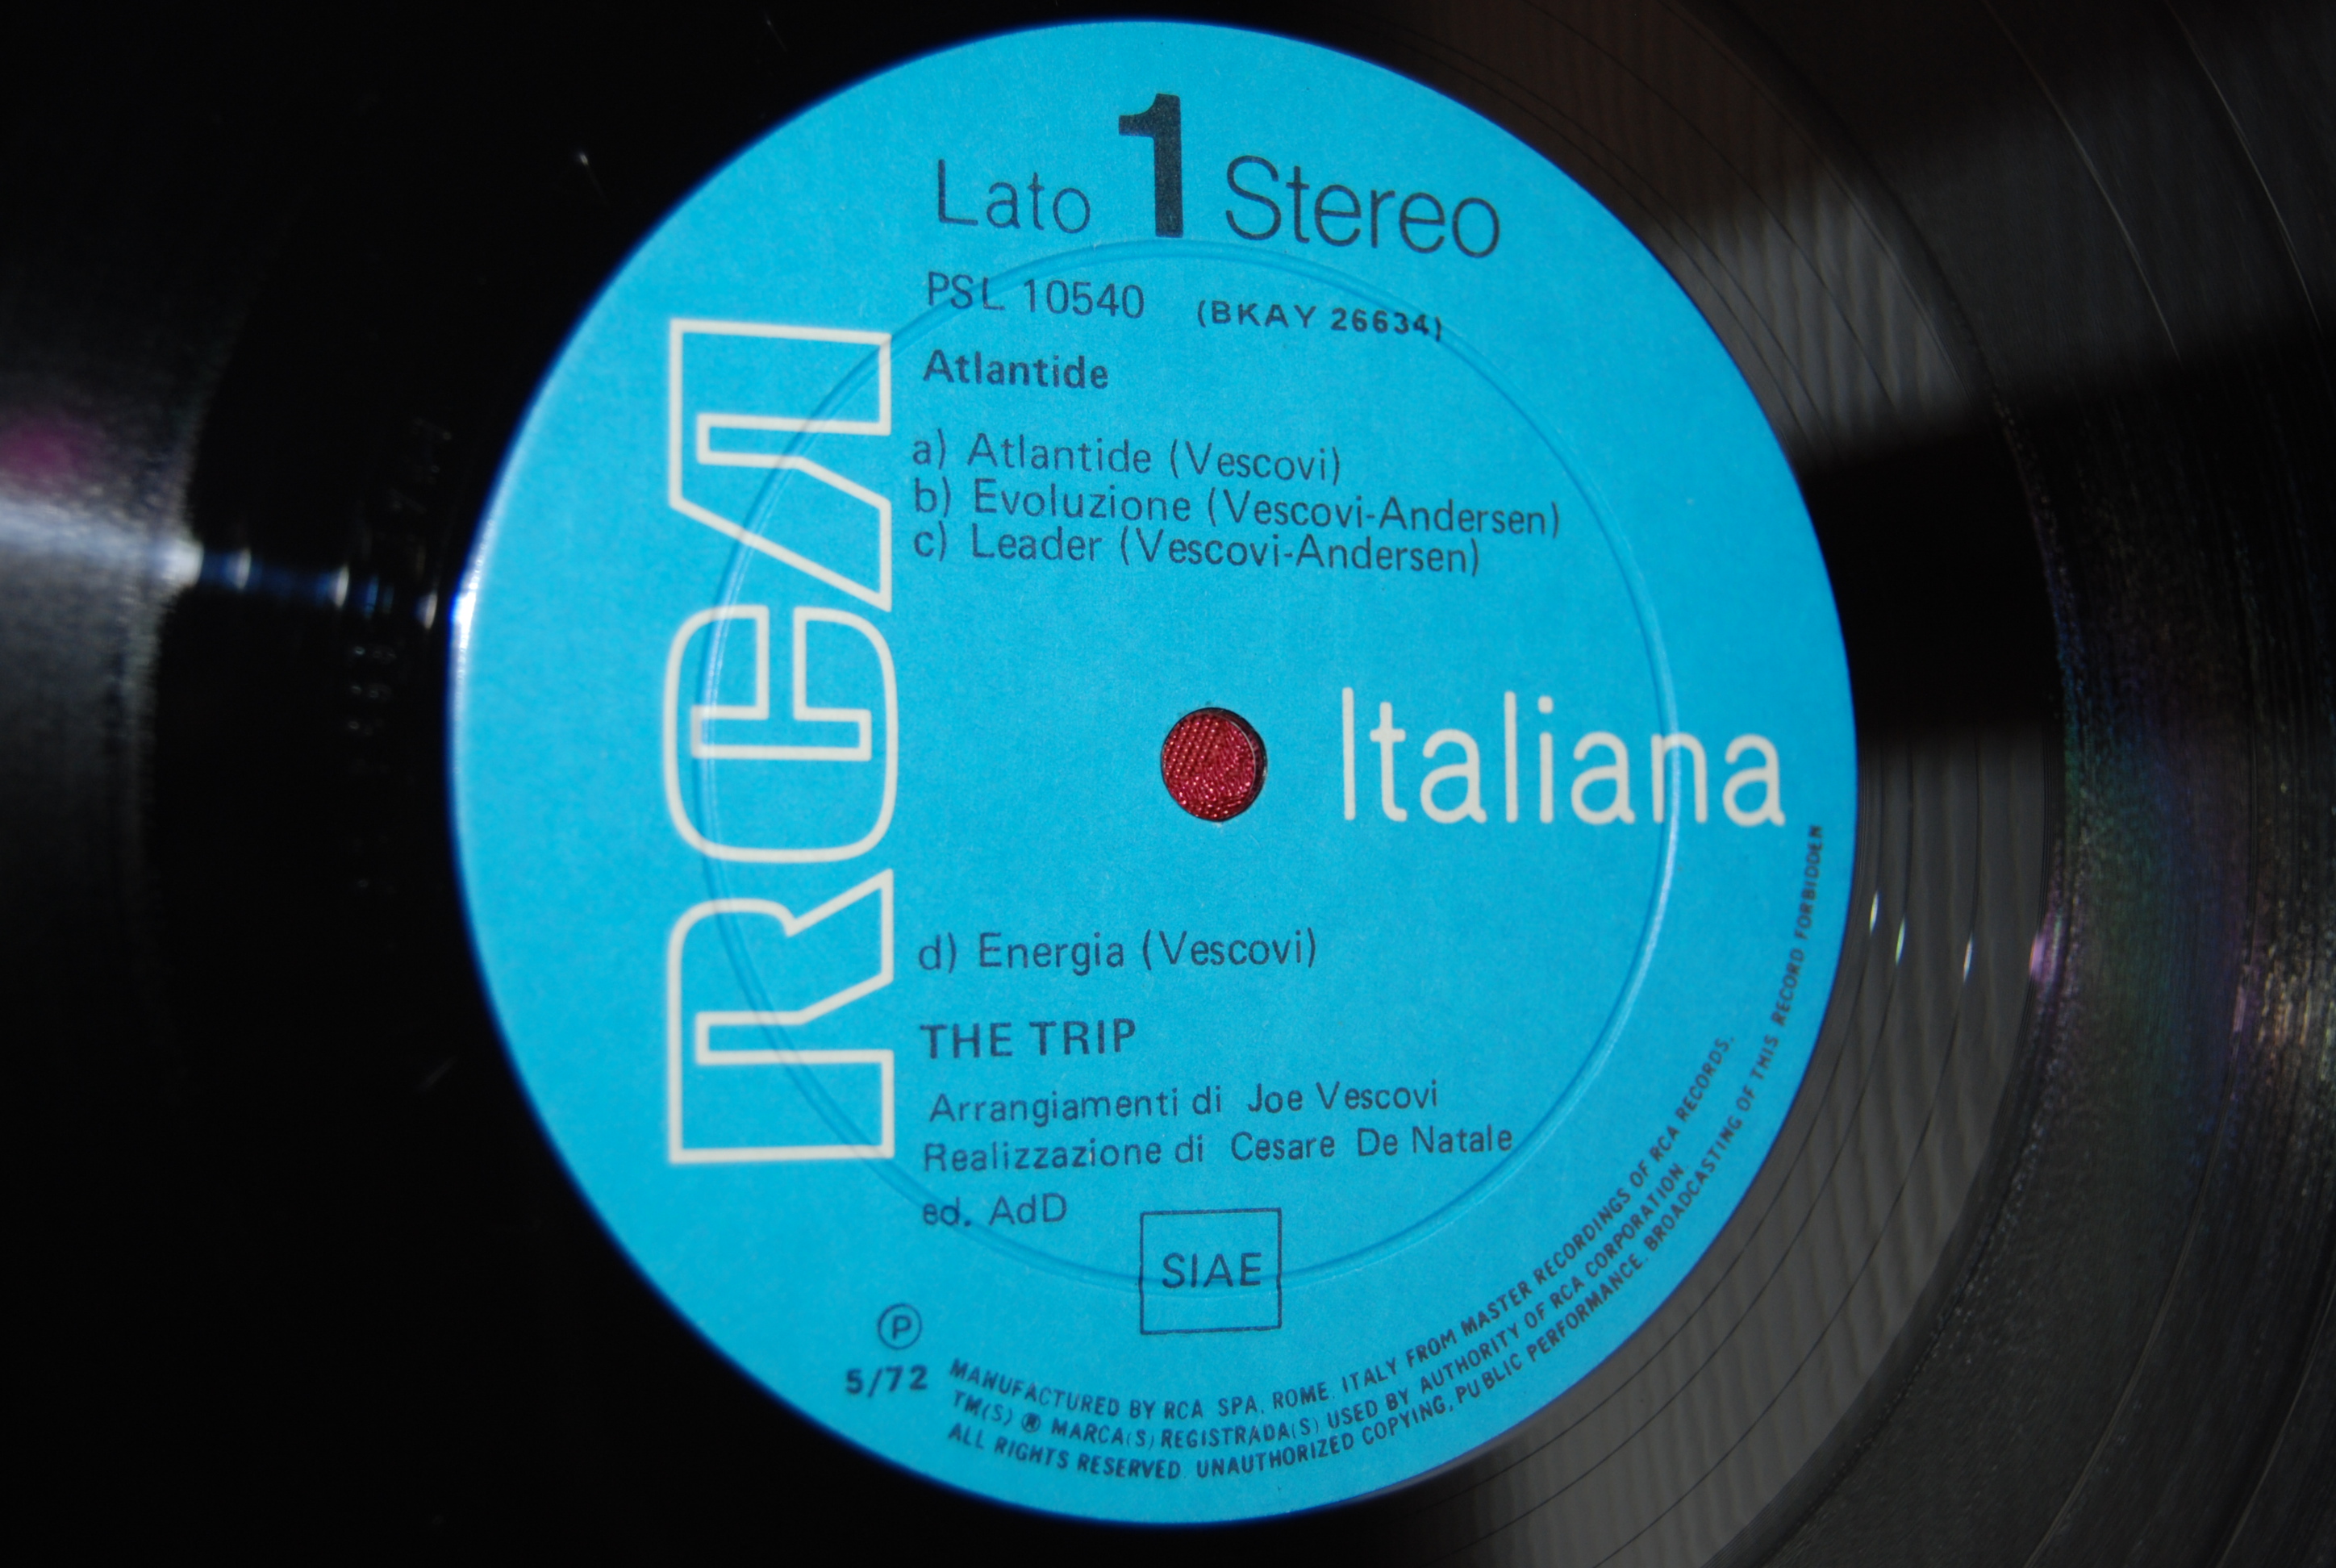 Lato 1 Stereo
PSL 10540 (BKAY 26634)
Atlantide
a) Atlantide (Vescovi)
b) Evoluzione (Vescovi-Andersen)
c) Leader (Vescovi-Andersen)
RCA
Italiana
d) Energia (Vescovi)
THE TRIP
Arrangiamenti di Joe Vescovi
Realizzazione di Cesare De Natale
ed. AdD
SIAE
Ⓟ
5/72
MANUFACTURED BY RCA SPA. ROME. ITALY FROM MASTER RECORDINGS OF RCA RECORDS.
TM(S) ® MARCA(S) REGISTRADA(S) USED BY AUTHORITY OF RCA CORPORATION
ALL RIGHTS RESERVED. UNAUTHORIZED COPYING, PUBLIC PERFORMANCE. BROADCASTING OF THIS RECORD FORBIDDEN